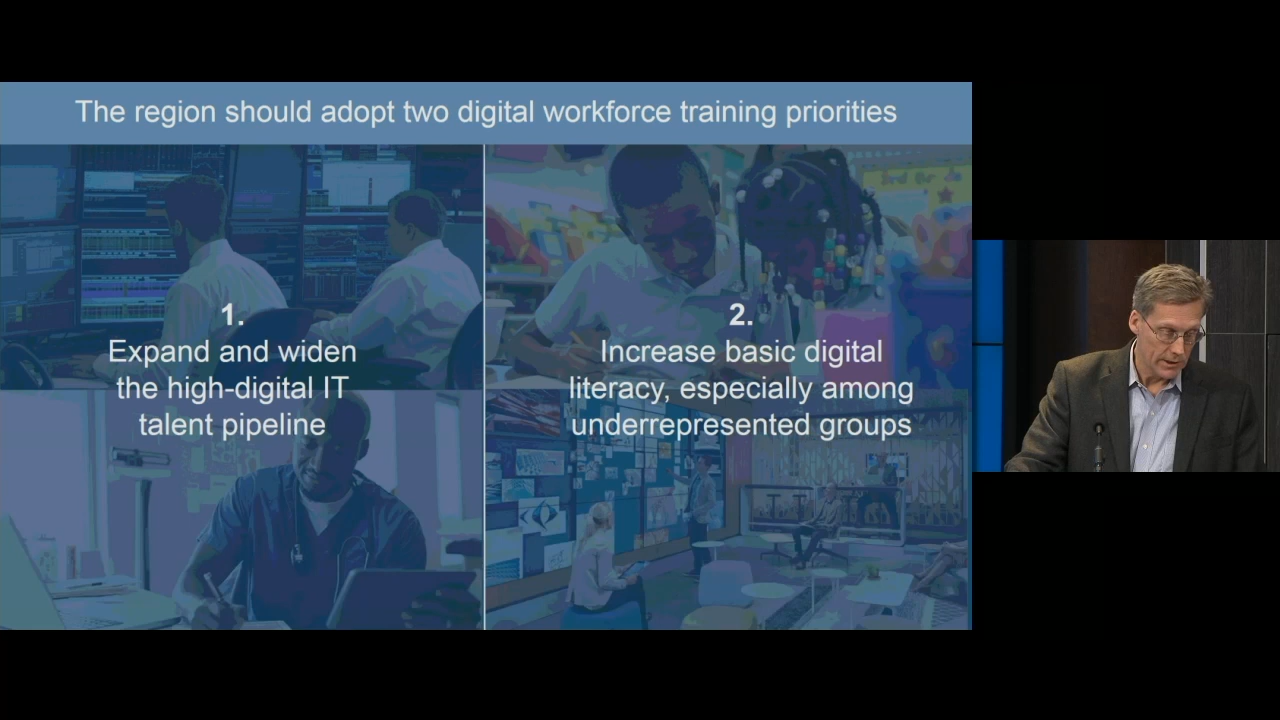 The region should adopt two digital workforce training priorities
1.
Expand and widen
the high-digital IT
talent pipeline
2.
Increase basic digital
literacy, especially among
underrepresented groups